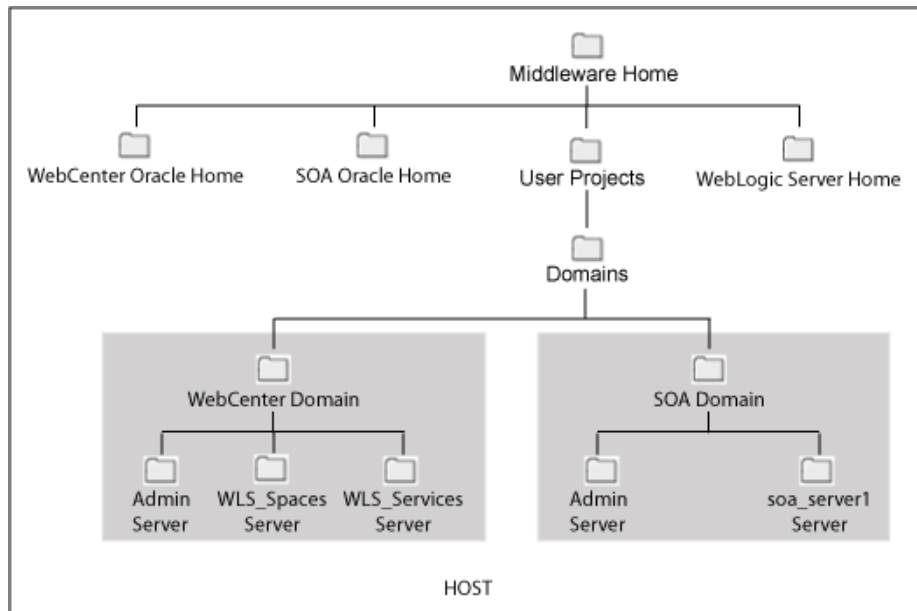 Middleware Home
WebCenter Oracle Home
SOA Oracle Home
User Projects
WebLogic Server Home
Domains
WebCenter Domain
SOA Domain
Admin
Server
WLS_Spaces
Server
WLS_Services
Server
Admin
Server
soa_server1
Server
HOST